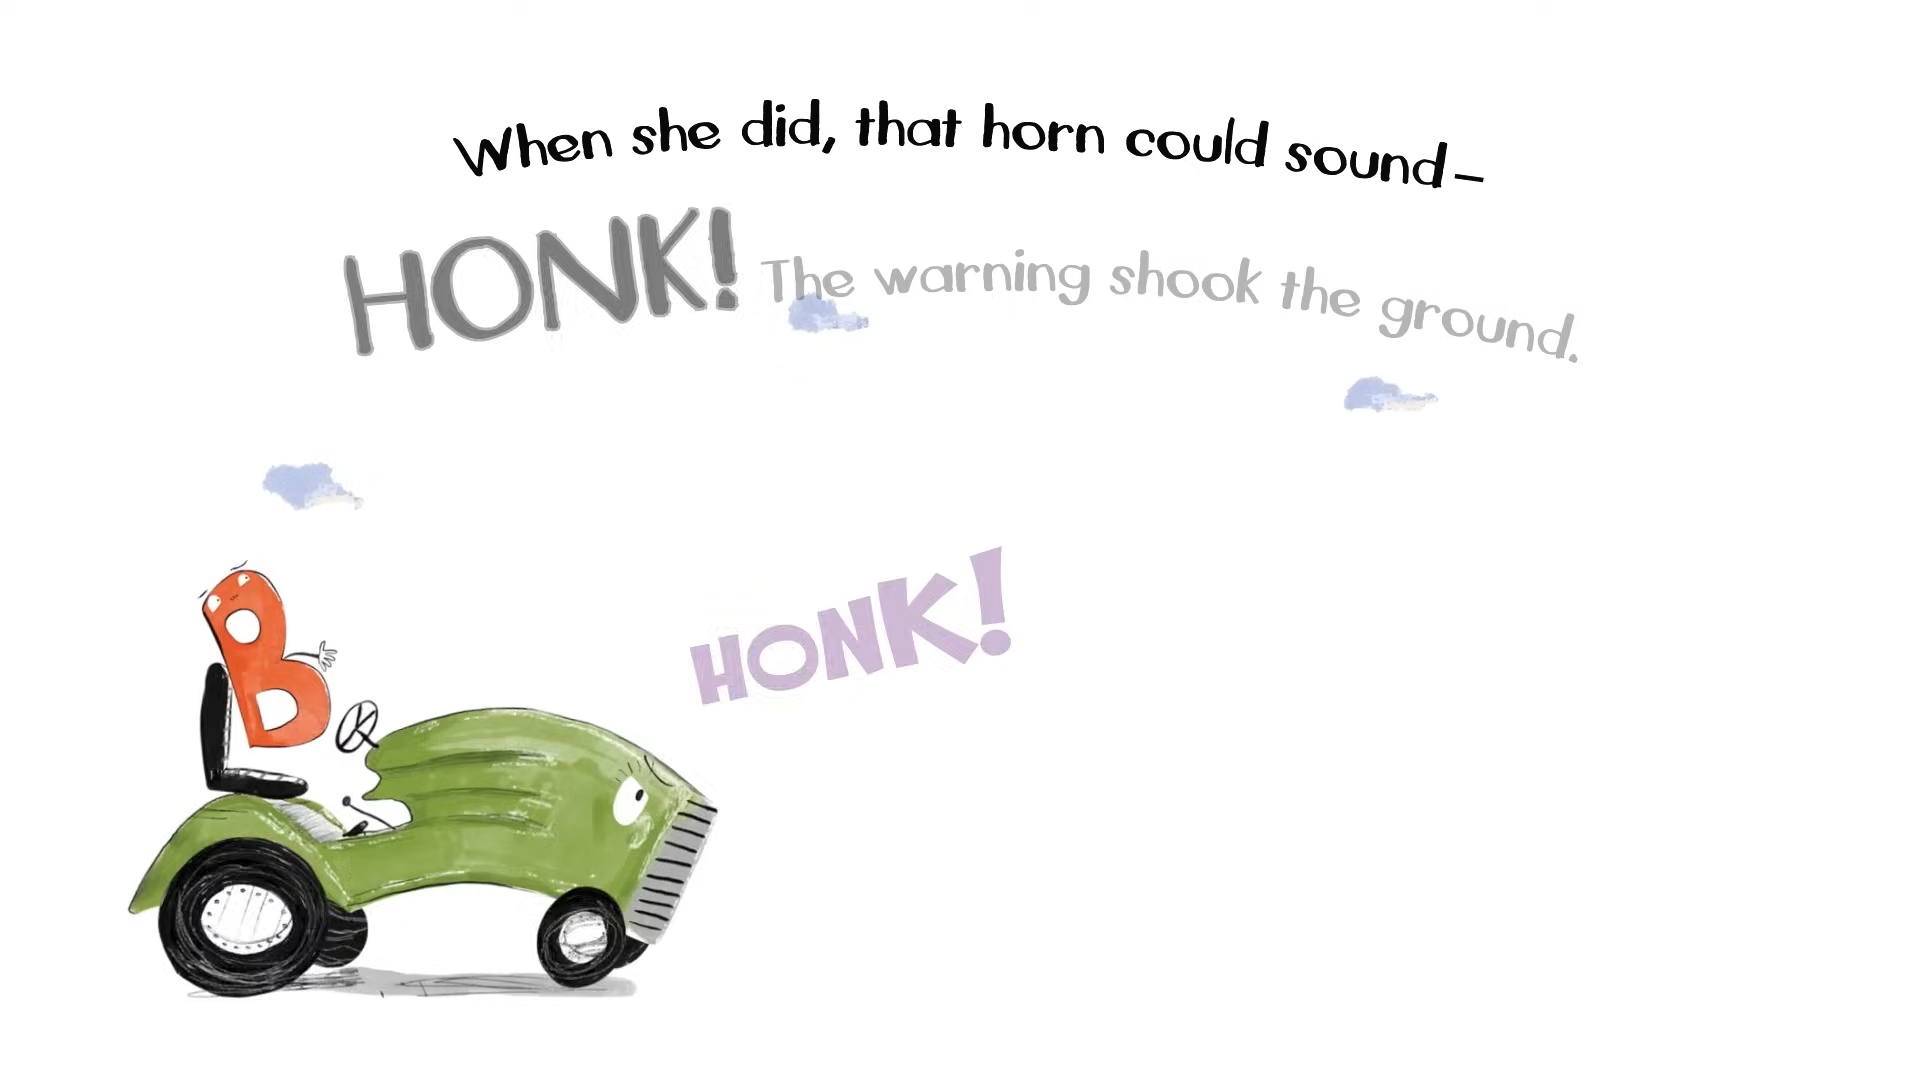 When she did, that horn could sound–
HONK! The warning shook the ground.
HONK!
B